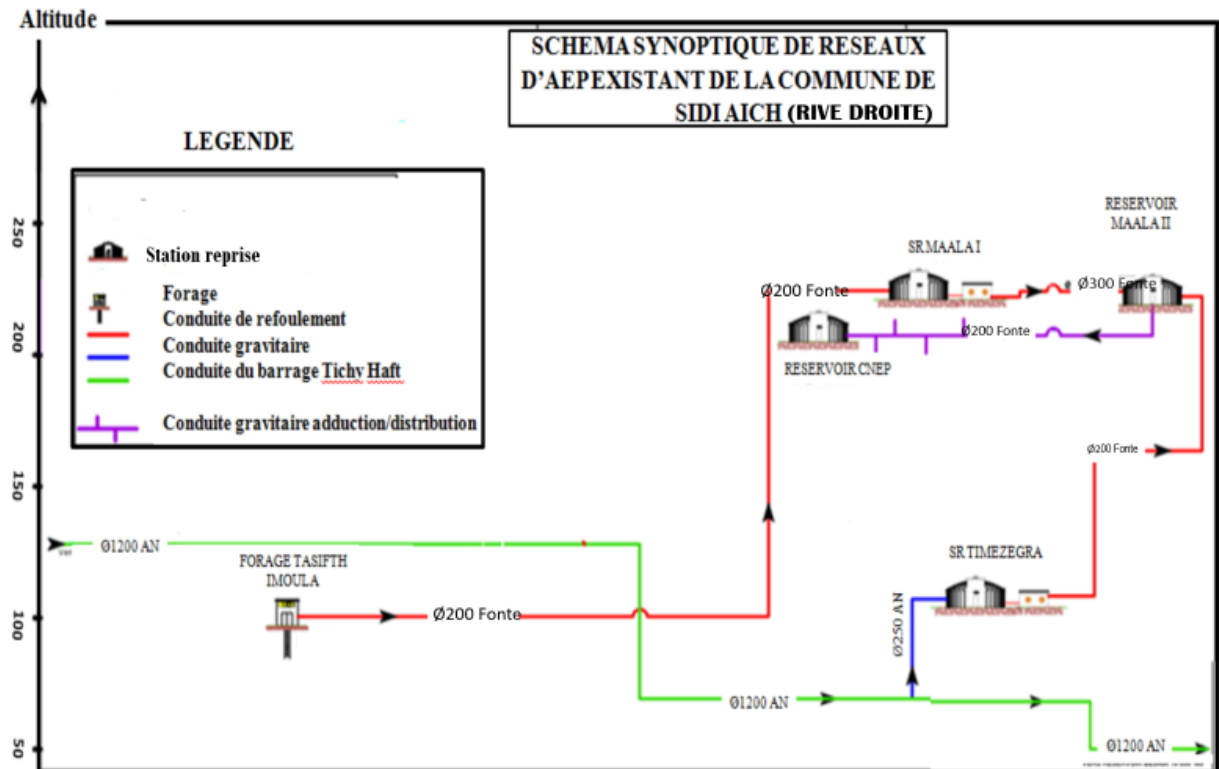 Altitude
SCHEMA SYNOPTIQUE DE RESEAUX
D'AEP EXISTANT DE LA COMMUNE DE
SIDI AICH (RIVE DROITE)
LEGENDE
Station reprise
Forage
Conduite de refoulement
Conduite gravitaire
Conduite du barrage Tichy Haft
Conduite gravitaire adduction/distribution
250
200
150
100
50
RESERVOIR
MAALA II
SR MAALA I
Ø200 Fonte
Ø300 Fonte
Ø200 Fonte
RESERVOIR CNEP
Ø200 Fonte
Ø1200 AN
FORAGE TASIFTH
IMOULA
Ø200 Fonte
SR TIMEZEGRA
Ø250 AN
Ø1200 AN
Ø1200 AN